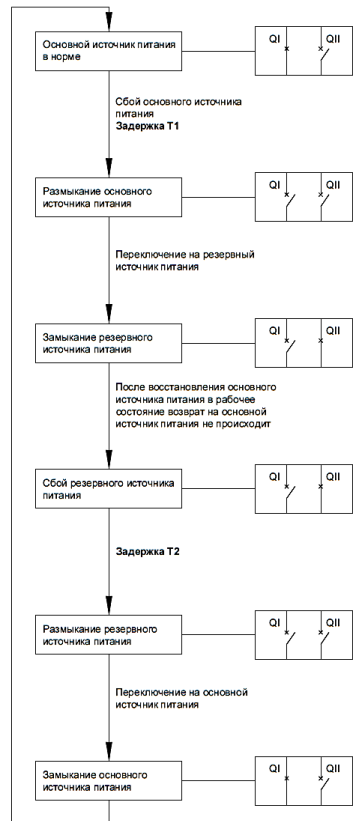 Основной источник питания
в норме
QI QII
Сбой основного источника
питания
Задержка T1
Размыкание основного
источника питания
QI QII
Переключение на резервный
источник питания
Замыкание резервного
источника питания
QI QII
После восстановления основного
источника питания в рабочее
состояние возврат на основной
источник питания не происходит
Сбой резервного источника
питания
QI QII
Задержка T2
Размыкание резервного
источника питания
QI QII
Переключение на основной
источник питания
Замыкание основного
источника питания
QI QII